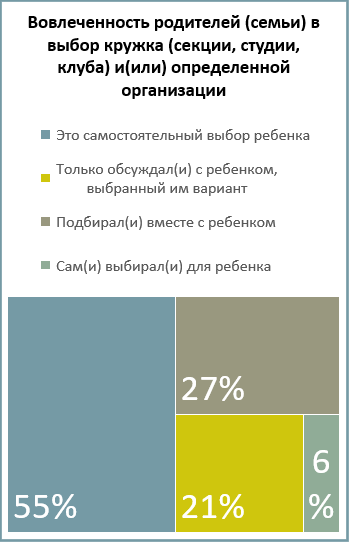 Вовлеченность родителей (семьи) в
выбор кружка (секции, студии,
клуба) и(или) определенной
организации
Это самостоятельный выбор ребенка
Только обсуждал(и) с ребенком,
выбранный им вариант
Подбирал(и) вместе с ребенком
Сам(и) выбирал(и) для ребенка
27%
55%
21%
6
%